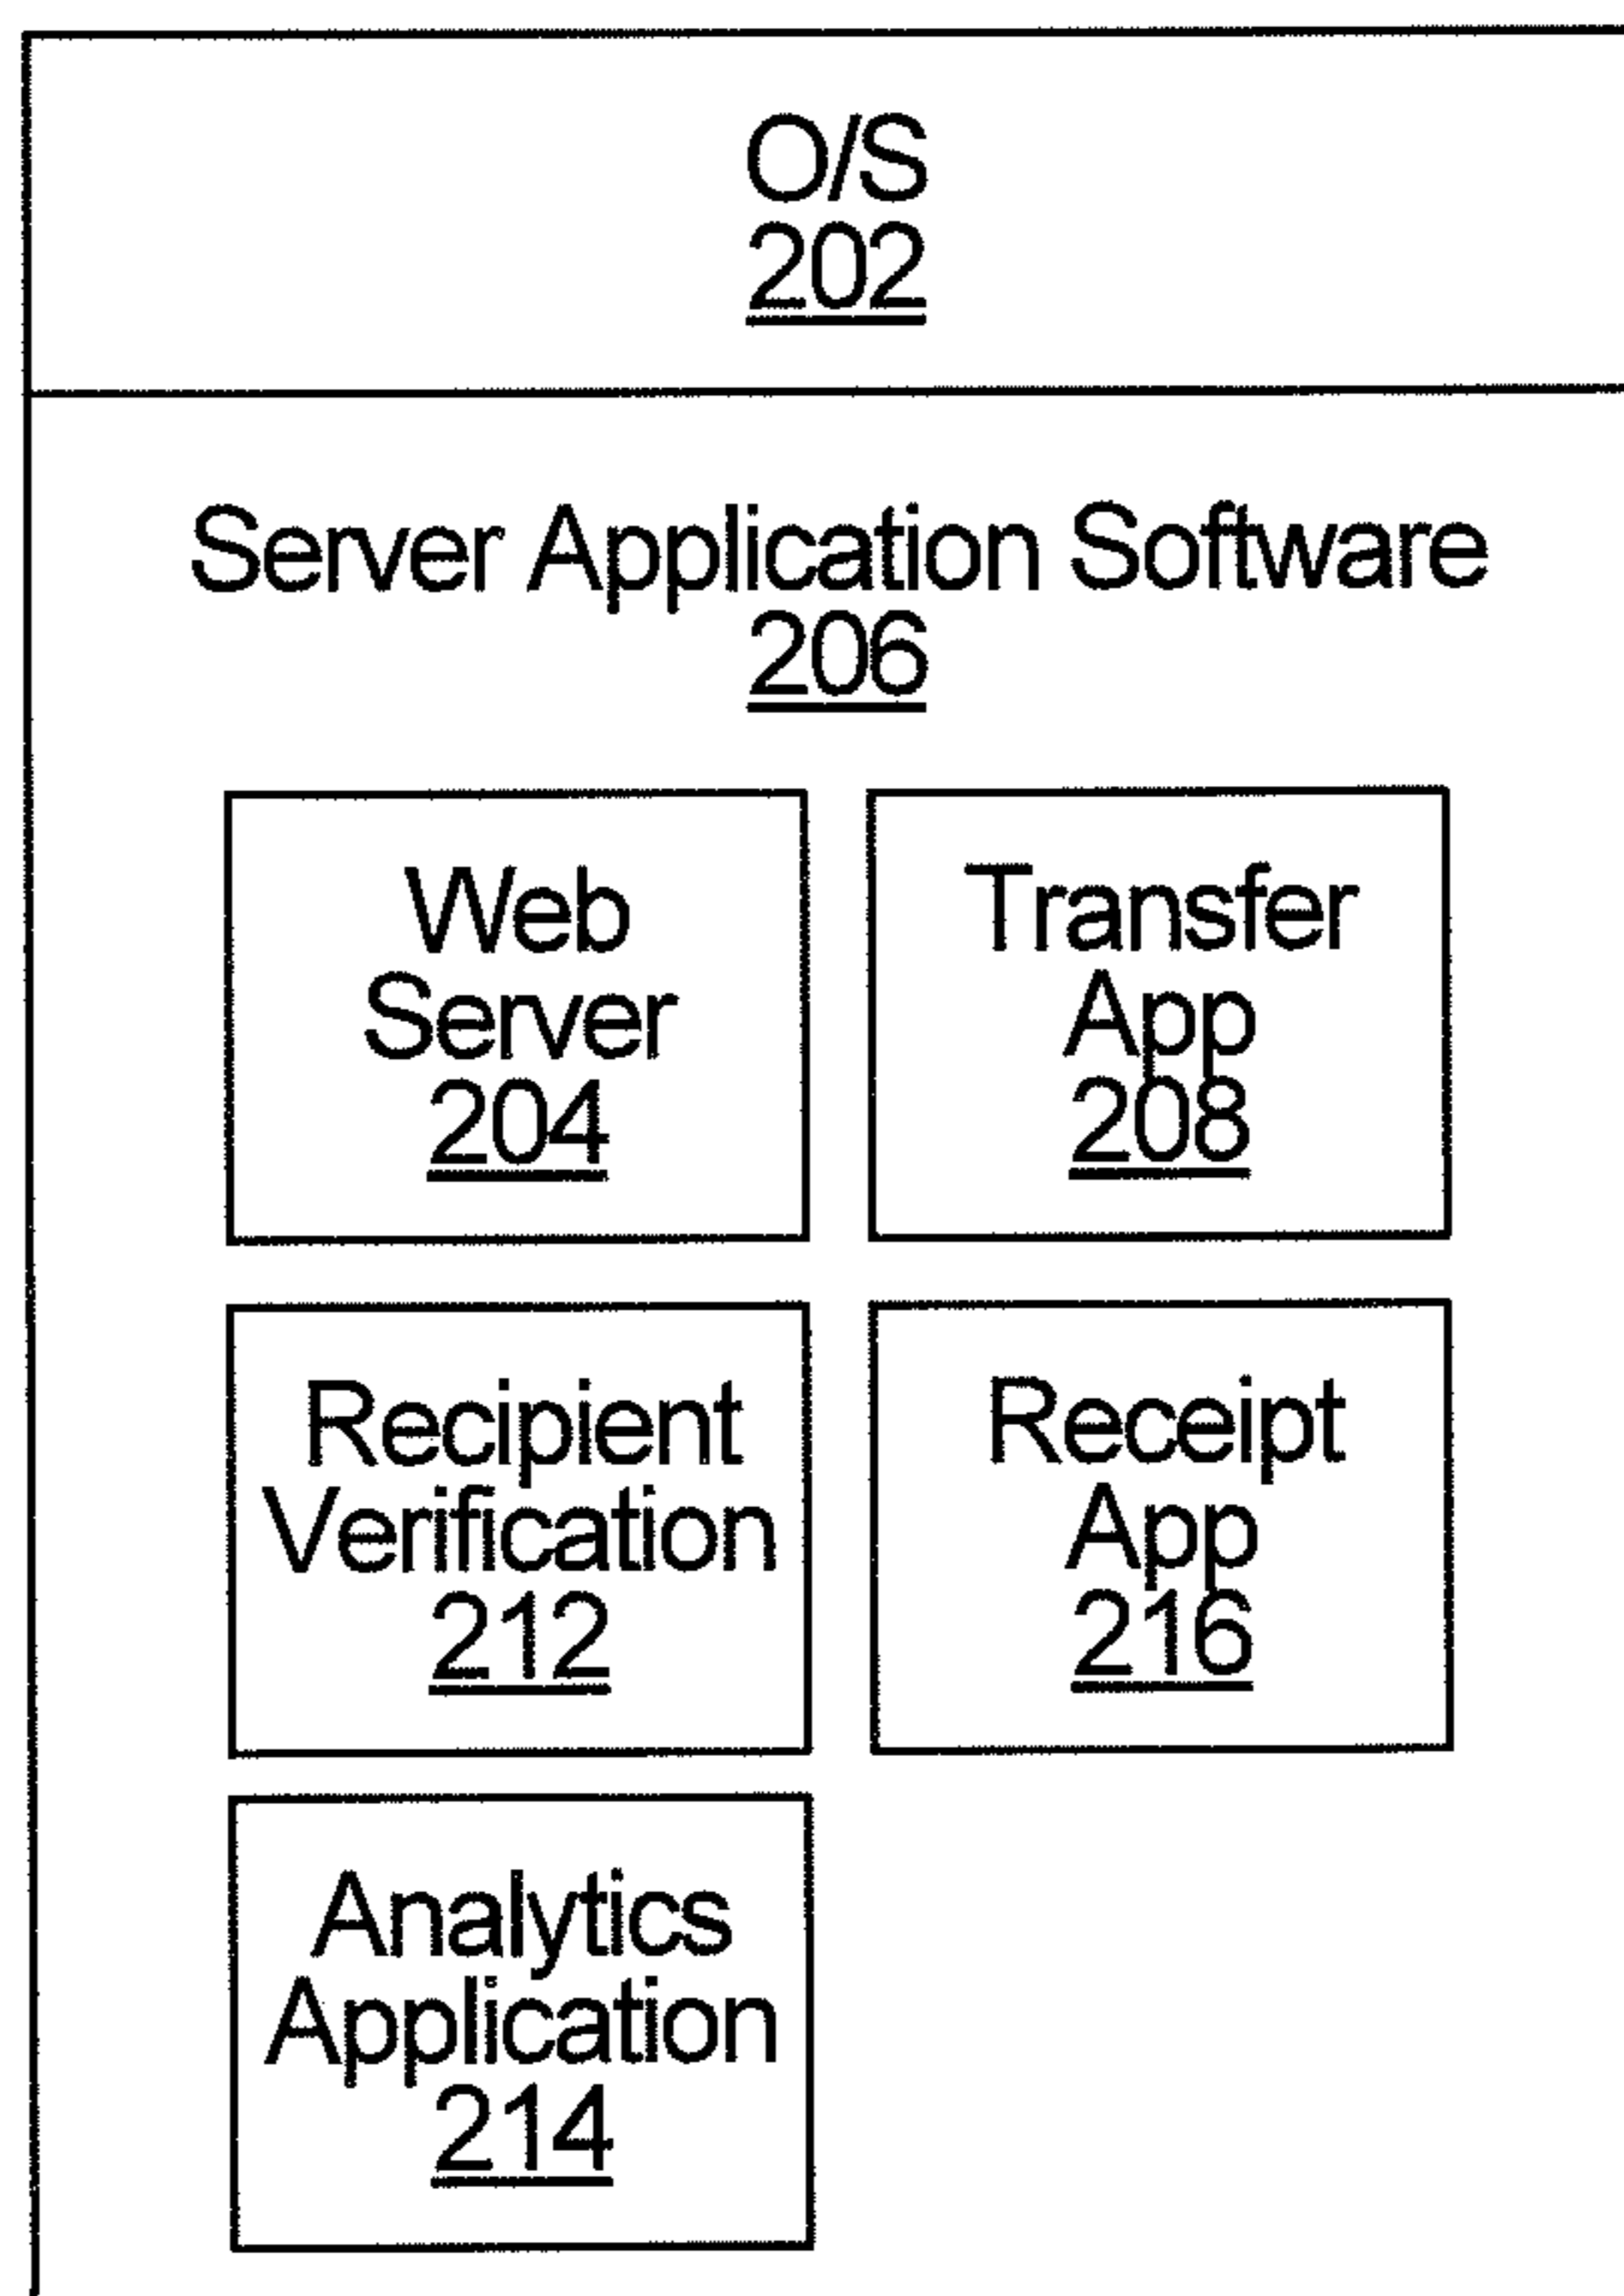 O/S
202
Server Application Software
206
Web
Server
204
Transfer
App
208
Recipient
Verification
212
Receipt
App
216
Analytics
Application
214